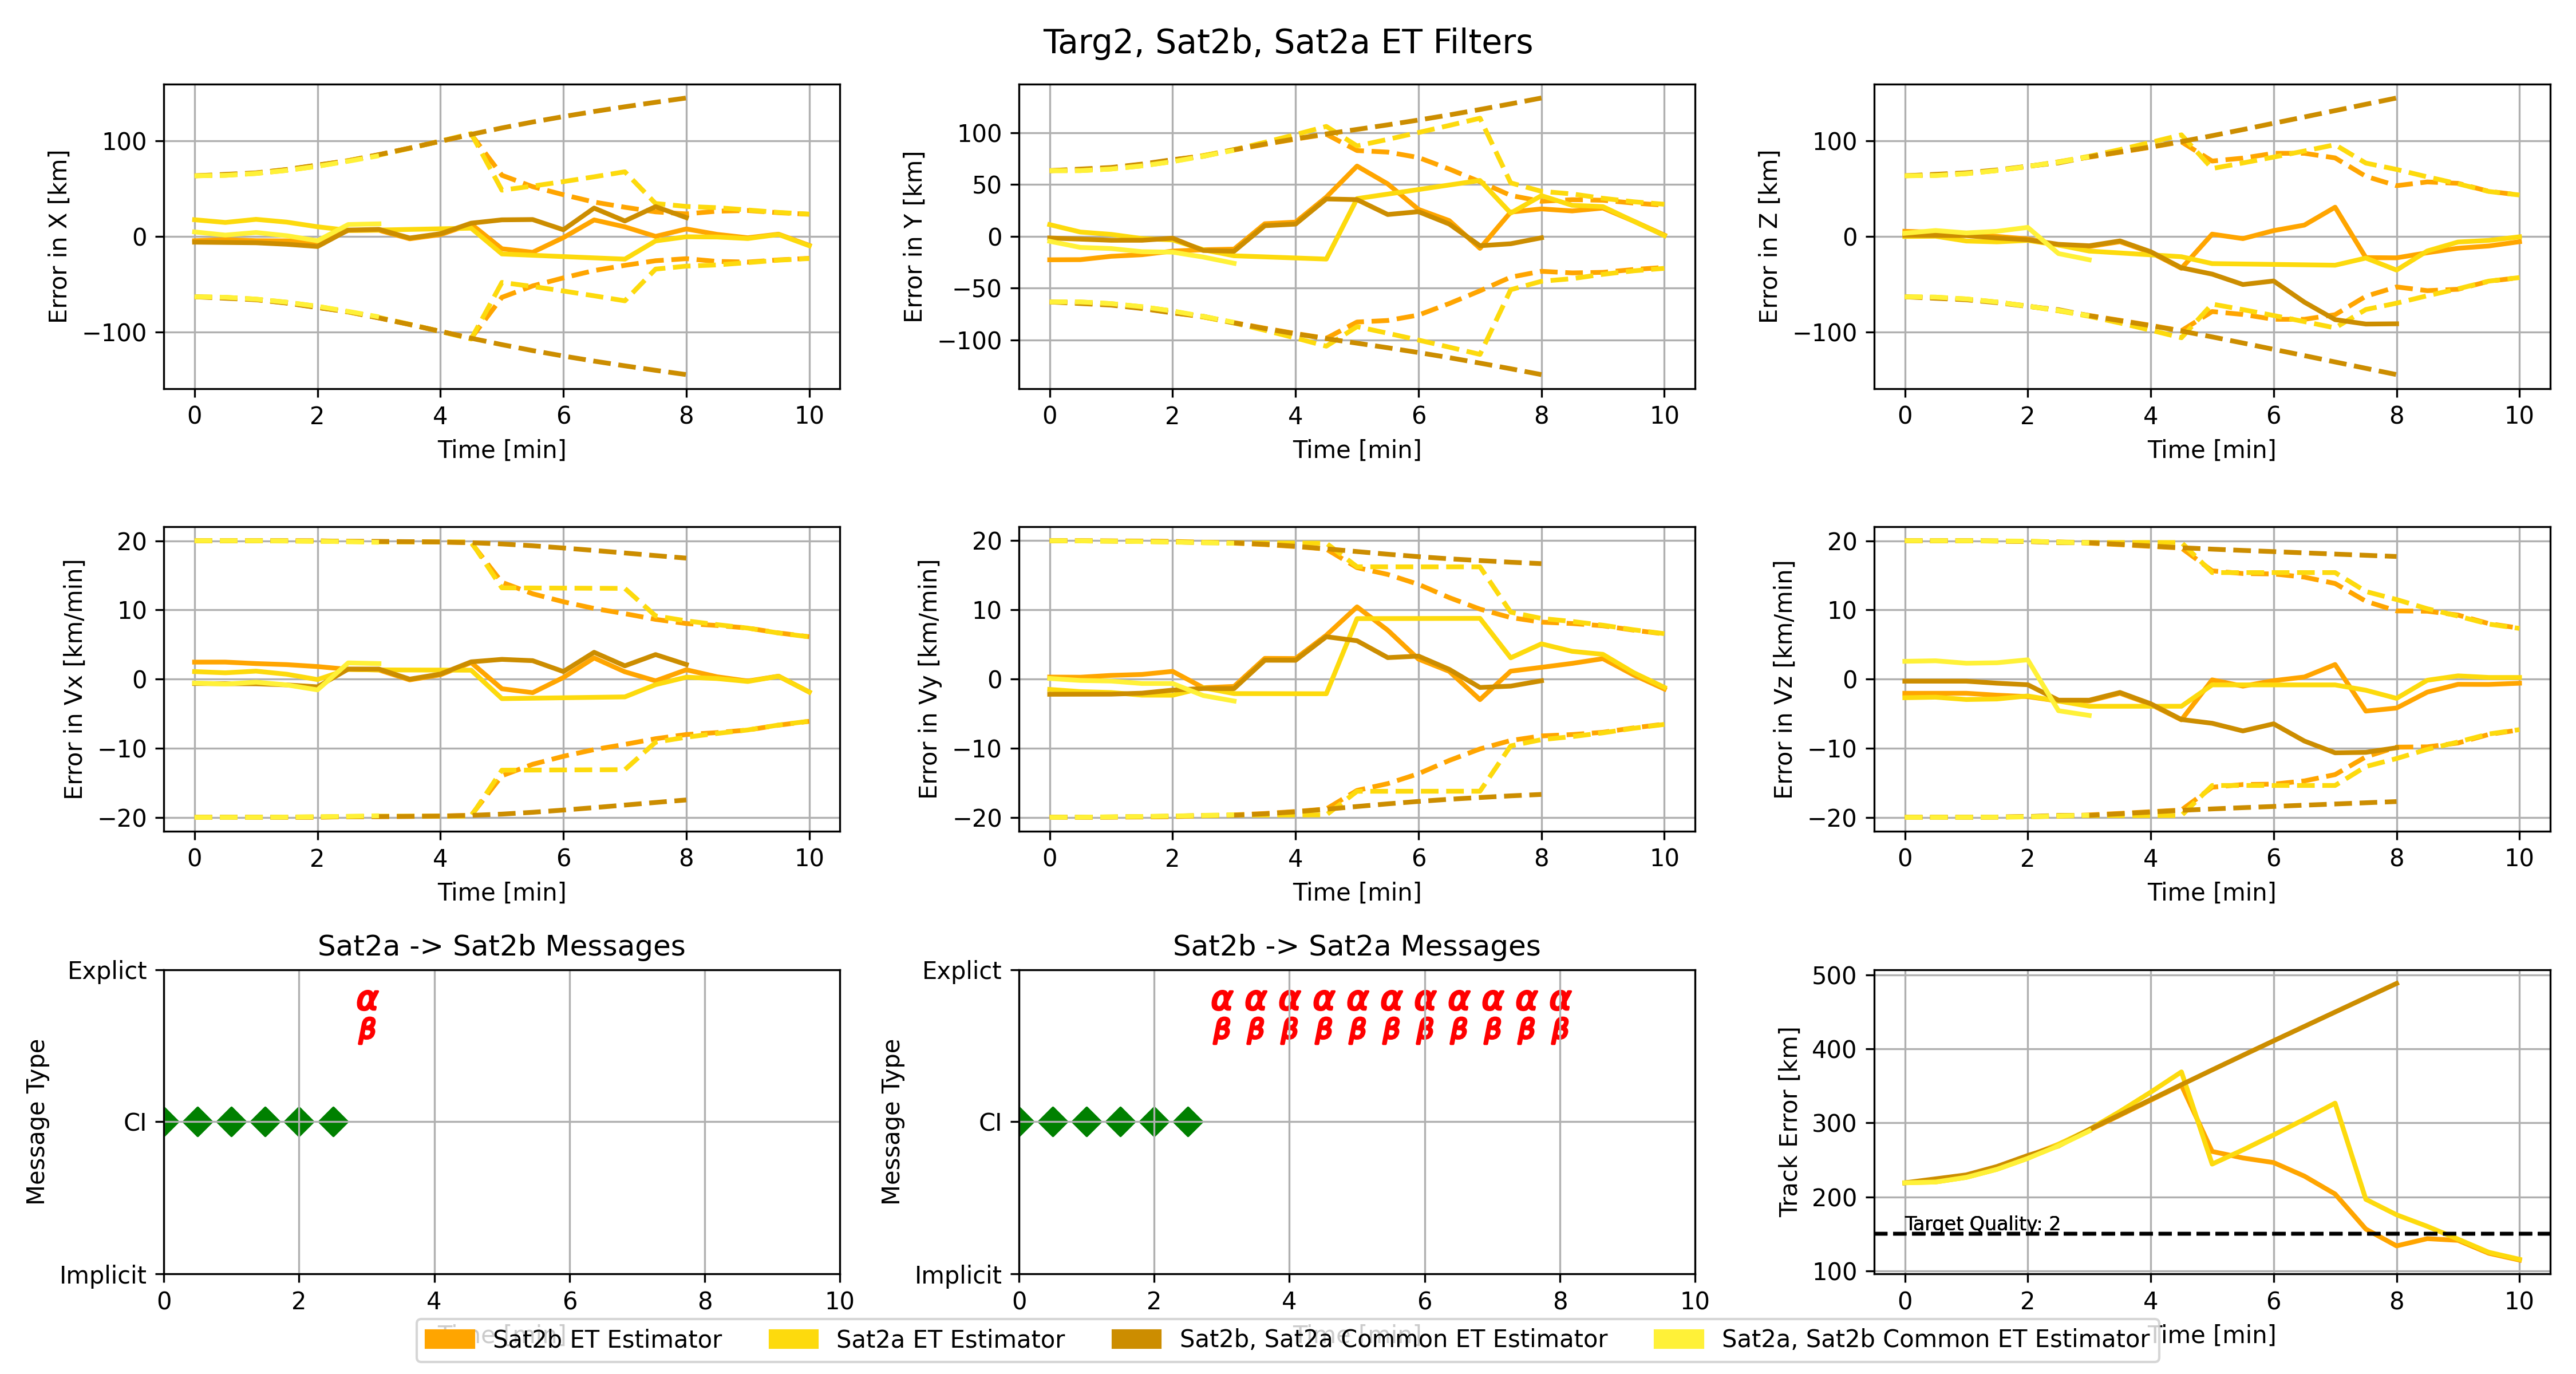 Targ2, Sat2b, Sat2a ET Filters
Error in X [km]
100
0
−100
0 2 4 6 8 10
Time [min]
Error in Y [km]
100
50
0
−50
−100
0 2 4 6 8 10
Time [min]
Error in Z [km]
100
0
−100
0 2 4 6 8 10
Time [min]
Error in Vx [km/min]
20
10
0
−10
−20
0 2 4 6 8 10
Time [min]
Error in Vy [km/min]
20
10
0
−10
−20
0 2 4 6 8 10
Time [min]
Error in Vz [km/min]
20
10
0
−10
−20
0 2 4 6 8 10
Time [min]
Sat2a -> Sat2b Messages
Message Type
Explict
α
β
CI
Implicit
0 2 4 6 8 10
Time [min]
Sat2b -> Sat2a Messages
Message Type
Explict
α α α α α α α α α α α
β β β β β β β β β β β
CI
Implicit
0 2 4 6 8 10
Time [min]
Track Error [km]
500
400
300
200
100
Target Quality: 2
0 2 4 6 8 10
Time [min]
Sat2b ET Estimator Sat2a ET Estimator Sat2b, Sat2a Common ET Estimator Sat2a, Sat2b Common ET Estimator